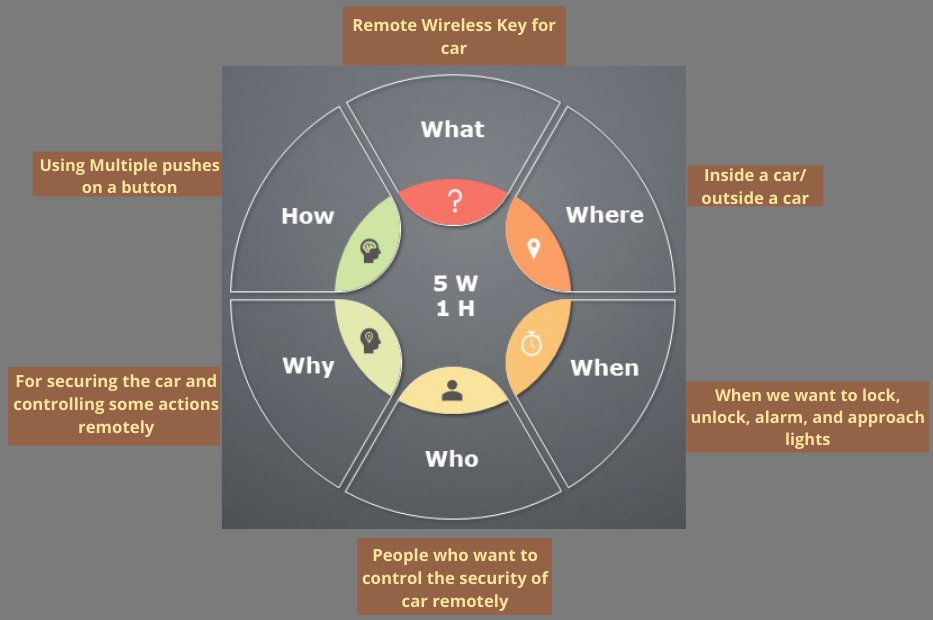 Remote Wireless Key for
car
What
Using Multiple pushes
on a button
How
Where
Inside a car/
outside a car
?
5 W
1 H
Why
When
For securing the car and
controlling some actions
remotely
When we want to lock,
unlock, alarm, and approach
lights
Who
People who want to
control the security of
car remotely